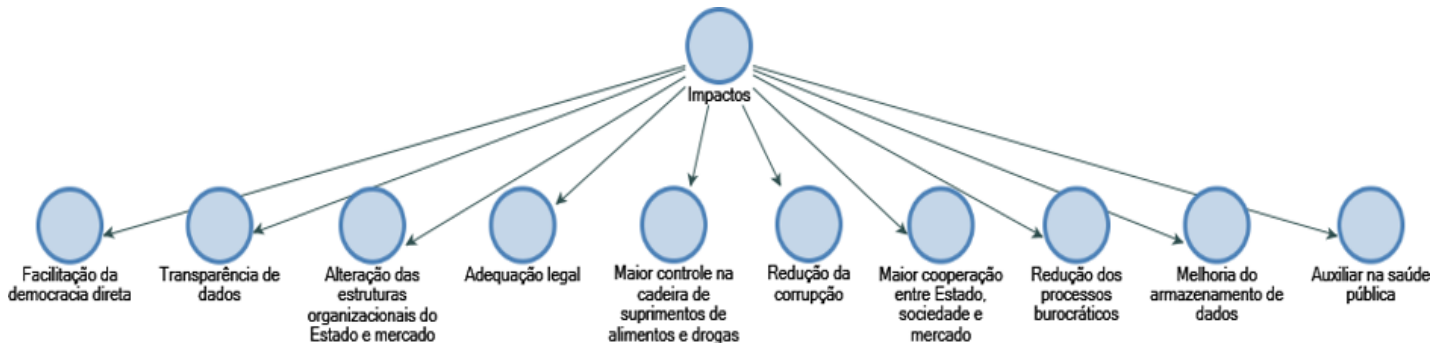 Impactos
Facilitação da
democracia direta
Transparência de
dados
Alteração das
estruturas
organizacionais do
Estado e mercado
Adequação legal
Maior controle na
cadeira de
suprimentos de
alimentos e drogas
Redução da
corrupção
Maior cooperação
entre Estado,
sociedade e
mercado
Redução dos
processos
burocráticos
Melhoria do
armazenamento de
dados
Auxiliar na saúde
pública